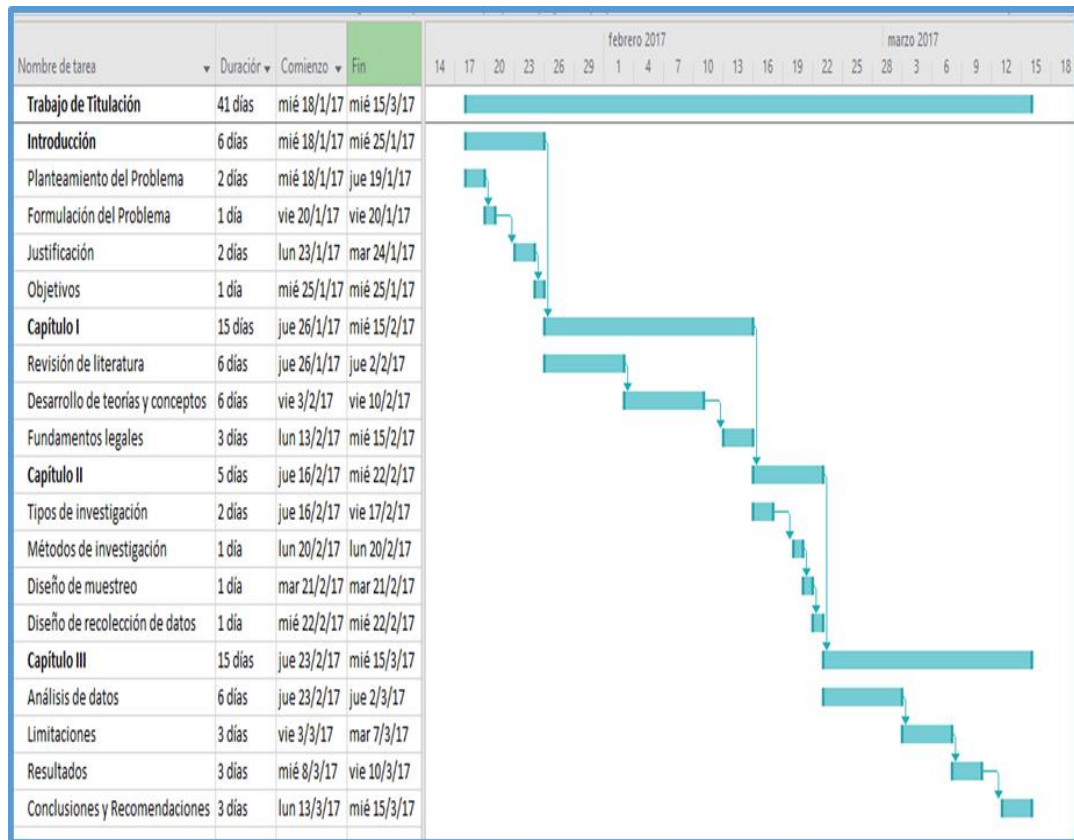 febrero 2017 marzo 2017
Nombre de tarea Duración Comienzo Fin 14 17 20 23 26 29 1 4 7 10 13 16 19 22 25 28 3 6 9 12 15 18
Trabajo de Titulación 41 días mié 18/1/17 mié 15/3/17
Introducción 6 días mié 18/1/17 mié 25/1/17
Planteamiento del Problema 2 días mié 18/1/17 jue 19/1/17
Formulación del Problema 1 día vie 20/1/17 vie 20/1/17
Justificación 2 días lun 23/1/17 mar 24/1/17
Objetivos 1 día mié 25/1/17 mié 25/1/17
Capítulo I 15 días jue 26/1/17 mié 15/2/17
Revisión de literatura 6 días jue 26/1/17 jue 2/2/17
Desarrollo de teorías y conceptos 6 días vie 3/2/17 vie 10/2/17
Fundamentos legales 3 días lun 13/2/17 mié 15/2/17
Capítulo II 5 días jue 16/2/17 mié 22/2/17
Tipos de investigación 2 días jue 16/2/17 vie 17/2/17
Métodos de investigación 1 día lun 20/2/17 lun 20/2/17
Diseño de muestreo 1 día mar 21/2/17 mar 21/2/17
Diseño de recolección de datos 1 día mié 22/2/17 mié 22/2/17
Capítulo III 15 días jue 23/2/17 mié 15/3/17
Análisis de datos 6 días jue 23/2/17 jue 2/3/17
Limitaciones 3 días vie 3/3/17 mar 7/3/17
Resultados 3 días mié 8/3/17 vie 10/3/17
Conclusiones y Recomendaciones 3 días lun 13/3/17 mié 15/3/17